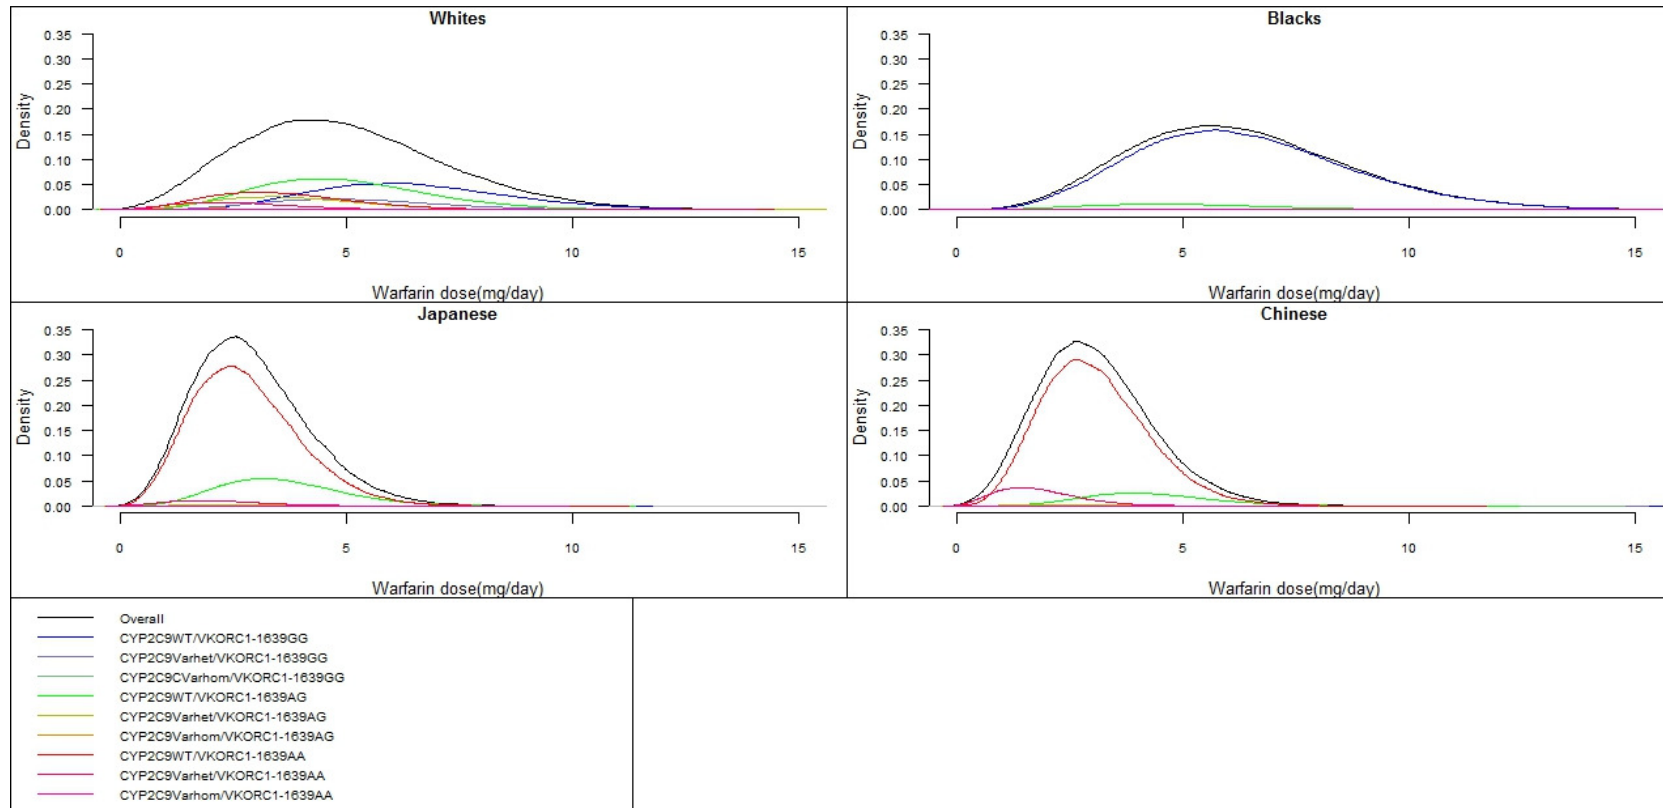 Whites
0.35
0.30
0.25
0.20
0.15
0.10
0.05
0.00
Density
0 5 10 15
Warfarin dose(mg/day)
Blacks
0.35
0.30
0.25
0.20
0.15
0.10
0.05
0.00
Density
0 5 10 15
Warfarin dose(mg/day)
Japanese
0.35
0.30
0.25
0.20
0.15
0.10
0.05
0.00
Density
0 5 10 15
Warfarin dose(mg/day)
Chinese
0.35
0.30
0.25
0.20
0.15
0.10
0.05
0.00
Density
0 5 10 15
Warfarin dose(mg/day)
Overall
CYP2C9WT/VKORC1-1639GG
CYP2C9Varhet/VKORC1-1639GG
CYP2C9CVarhom/VKORC1-1639GG
CYP2C9WT/VKORC1-1639AG
CYP2C9Varhet/VKORC1-1639AG
CYP2C9Varhom/VKORC1-1639AG
CYP2C9WT/VKORC1-1639AA
CYP2C9Varhet/VKORC1-1639AA
CYP2C9Varhom/VKORC1-1639AA